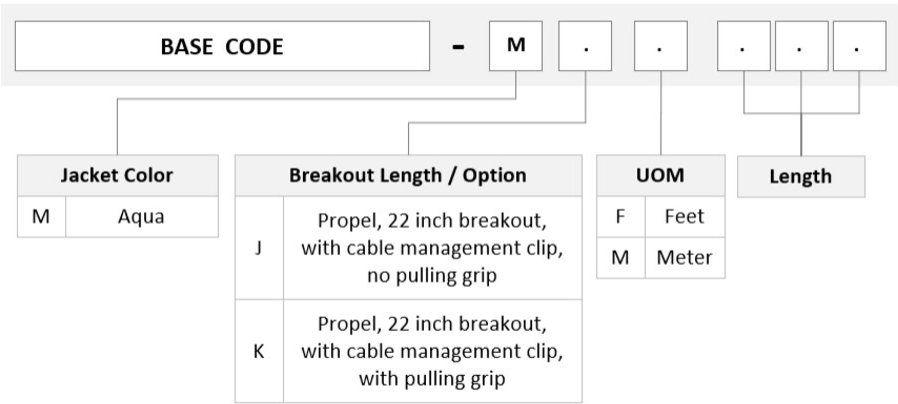 BASE CODE - M . . . . .
Jacket Color
M Aqua
Breakout Length / Option
J
Propel, 22 inch breakout,
with cable management clip,
no pulling grip
K
Propel, 22 inch breakout,
with cable management clip,
with pulling grip
UOM
F Feet
M Meter
Length